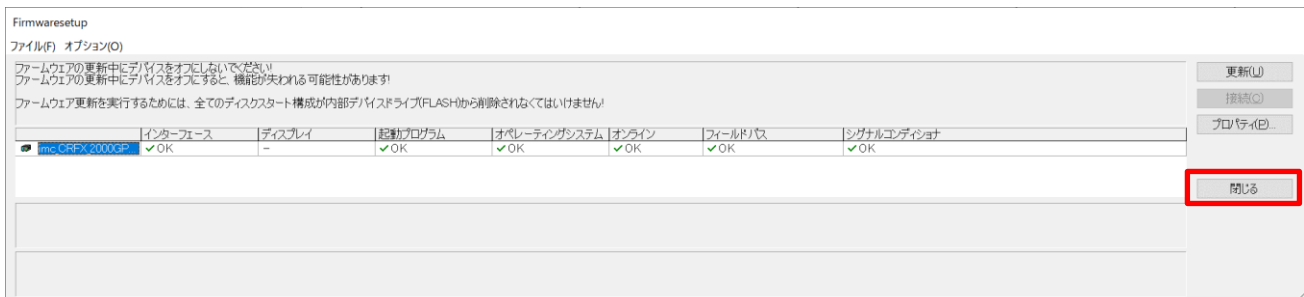 Firmwaresetup
ファイル(F) オプション(O)
ファームウェアの更新中にデバイスをオフにしないでください!
ファームウェアの更新中にデバイスをオフにすると、機能が失われる可能性があります!
ファームウェア更新を実行するためには、全てのディスクスタート構成が内部デバイスドライブ(FLASH)から削除されなくてはいけません!
更新(U)
接続(C)
プロパティ(P)...
閉じる
インターフェース ディスプレイ 起動プログラム オペレーティングシステム オンライン フィールドバス シグナルコンディショナ
imc_CRFX_2000GP... ✓OK - ✓OK ✓OK ✓OK ✓OK ✓OK